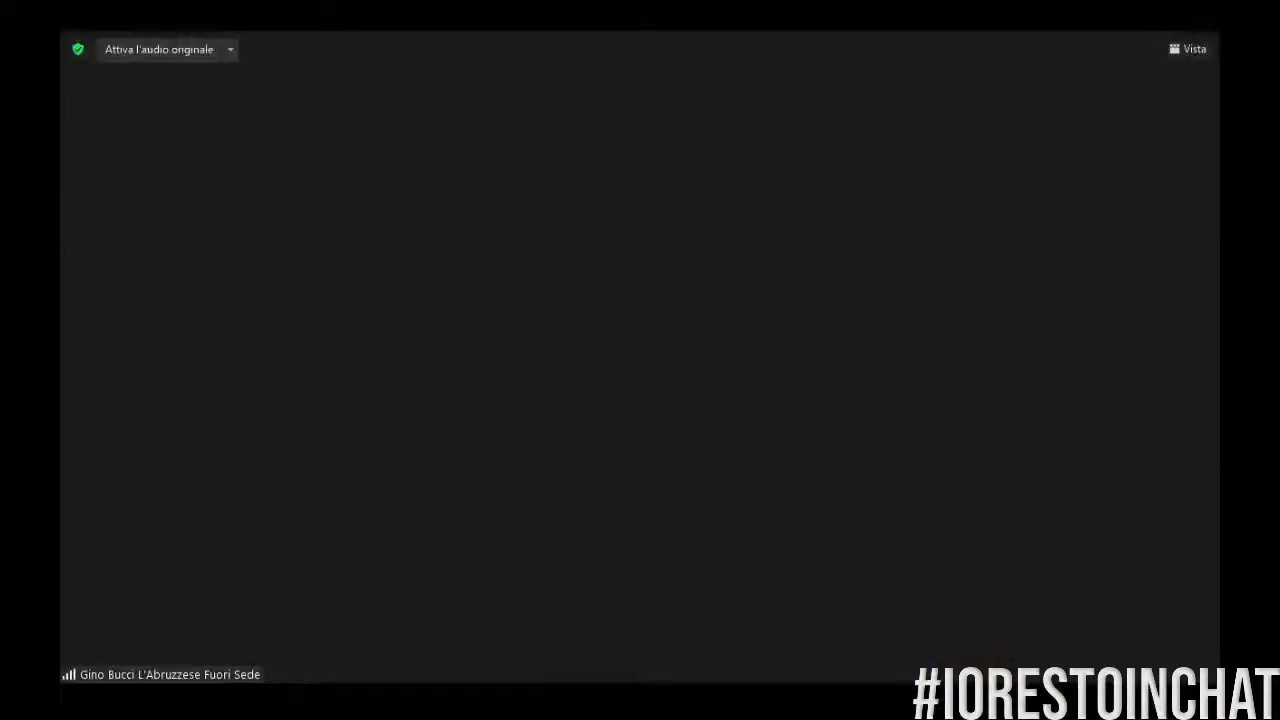 Attiva l'audio originale
Vista
Gino Bucci L'Abruzzese Fuori Sede
#IORESTOINCHAT